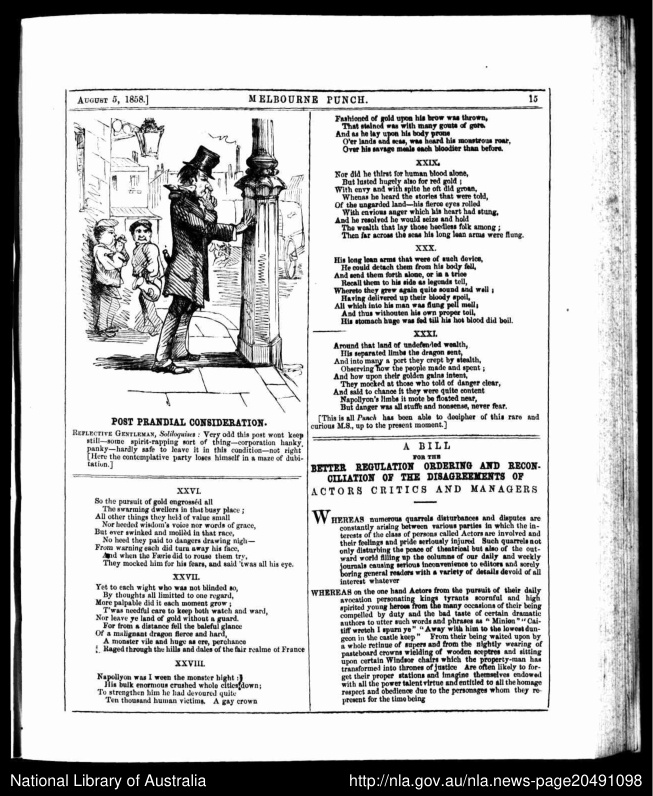 AUGUST 5, 1858.]
MELBOURNE PUNCH.
15
POST PRANDIAL CONSIDERATION.
REFLECTIVE GENTLEMAN, Soliloquises : Very odd this post wont keep
still—some spirit-rapping sort of thing—corporation hanky
panky—hardly safe to leave it in this condition—not right
[Here the contemplative party loses himself in a maze of dubi-
tation.]
XXVI.
So the pursuit of gold engrossèd all
The swarming dwellers in that busy place ;
All other things they held of value small
Nor heeded wisdom's voice nor words of grace,
But ever swinked and moilèd in that race,
No heed they paid to dangers drawing nigh—
From warning each did turn away his face,
And when the Faerie did to rouse them try,
They mocked him for his fears, and said 'twas all his eye.
XXVII.
Yet to each wight who was not blinded so,
By thoughts all limitted to one regard,
More palpable did it each moment grow ;
T'was needful care to keep both watch and ward,
Nor leave ye land of gold without a guard.
For from a distance fell the baleful glance
Of a malignant dragon fierce and hard,
A monster vile and huge as ere, perchance
Raged through the hills and dales of the fair realme of France
XXVIII.
Napollyon was I ween the monster hight ;
His bulk enormous crushed whole cities down;
To strengthen him he had devoured quite
Ten thousand human victims. A gay crown
Fashioned of gold upon his brow was thrown,
That stained was with many gouts of gore.
And as he lay upon his body prone
O'er lands and seas, was heard his monstrous roar,
Over his savage meals each bloodier than before.
XXIX.
Nor did he thirst for human blood alone,
But lusted hugely also for red gold ;
With envy and with spite he oft did groan,
Whenas he heard the stories that were told,
Of the ungarded land—his fierce eyes rolled
With envious anger which his heart had stung,
And he resolved he would seize and hold
The wealth that lay those heedless folk among ;
Then far across the seas his long lean arms were flung.
XXX.
His long lean arms that were of such device,
He could detach them from his body fell,
And send them forth alone, or in a trice
Recall them to his side as legends tell,
Whereto they grew again quite sound and well ;
Having delivered up their bloody spoil,
All which into his maw was flung pell mell;
And thus withouten his own proper toil,
His stomach huge was fed till his hot blood did boil.
XXXI.
Around that land of undefended wealth,
His separated limbs the dragon sent,
And into many a port they crept by stealth,
Observing how the people made and spent ;
And how upon their golden gains intent,
They mocked at those who told of danger clear,
And said to chance it they were quite content
Napollyon's limbs it mote be floated near,
But danger was all stuffe and nonsense, never fear.
[This is all Punch has been able to decipher of this rare and
curious M.S., up to the present moment.]
A BILL
FOR THE
BETTER REGULATION ORDERING AND RECON-
CILIATION OF THE DISAGREEMENTS OF
ACTORS CRITICS AND MANAGERS
WHEREAS numerous quarrels disturbances and disputes are
constantly arising between various parties in which the in-
terests of the class of persons called Actors are involved and
their feelings and pride seriously injured Such quarrels not
only disturbing the peace of theatrical but also of the out-
ward world filling up the columns of our daily and weekly
journals causing serious inconvenience to editors and sorely
boring general readers with a variety of details devoid of all
interest whatever
WHEREAS on the one hand Actors from the pursuit of their daily
avocation personating kings tyrants scornful and high
spirited young heroes from the many occasions of their being
compelled by duty and the bad taste of certain dramatic
authors to utter such words and phrases as " Minion" " Cai-
tiff wretch I spurn ye" "Away with him to the lowest dun-
geon in the castle keep" From their being waited upon by
a whole retinue of supers and from the nightly wearing of
pasteboard crowns wielding of wooden sceptres and sitting
upon certain Windsor chairs which the property-man has
transformed into thrones of justice Are often likely to for-
get their proper stations and imagine themselves endowed
with all the power talent virtue and entitled to all the homage
respect and obedience due to the personages whom they re-
present for the time being
National Library of Australia
http://nla.gov.au/nla.news-page20491098